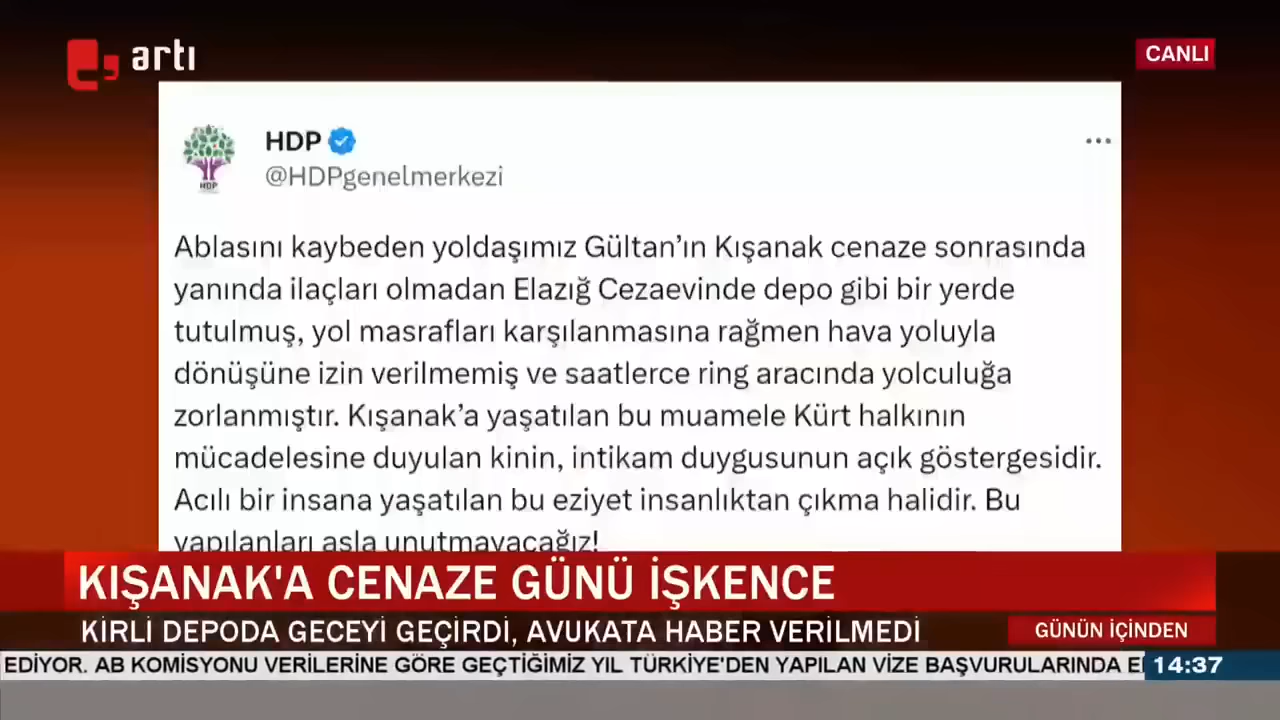 artı
CANLI
HDP
@HDPgenelmerkezi
HDP
Ablasını kaybeden yoldaşımız Gültan’ın Kışanak cenaze sonrasında
yanında ilaçları olmadan Elazığ Cezaevinde depo gibi bir yerde
tutulmuş, yol masrafları karşılanmasına rağmen hava yoluyla
dönüşüne izin verilmemiş ve saatlerce ring aracında yolculuğa
zorlanmıştır. Kışanak’a yaşatılan bu muamele Kürt halkının
mücadelesine duyulan kinin, intikam duygusunun açık göstergesidir.
Acılı bir insana yaşatılan bu eziyet insanlıktan çıkma halidir. Bu
yapılanları asla unutmayacağız!
KIŞANAK'A CENAZE GÜNÜ İŞKENCE
KİRLİ DEPODA GECEYİ GEÇİRDİ, AVUKATA HABER VERİLMEDİ
GÜNÜN İÇİNDEN
EDİYOR. AB KOMİSYONU VERİLERİNE GÖRE GEÇTİĞİMİZ YIL TÜRKİYE'DEN YAPILAN VİZE BAŞVURULARINDA
14:37